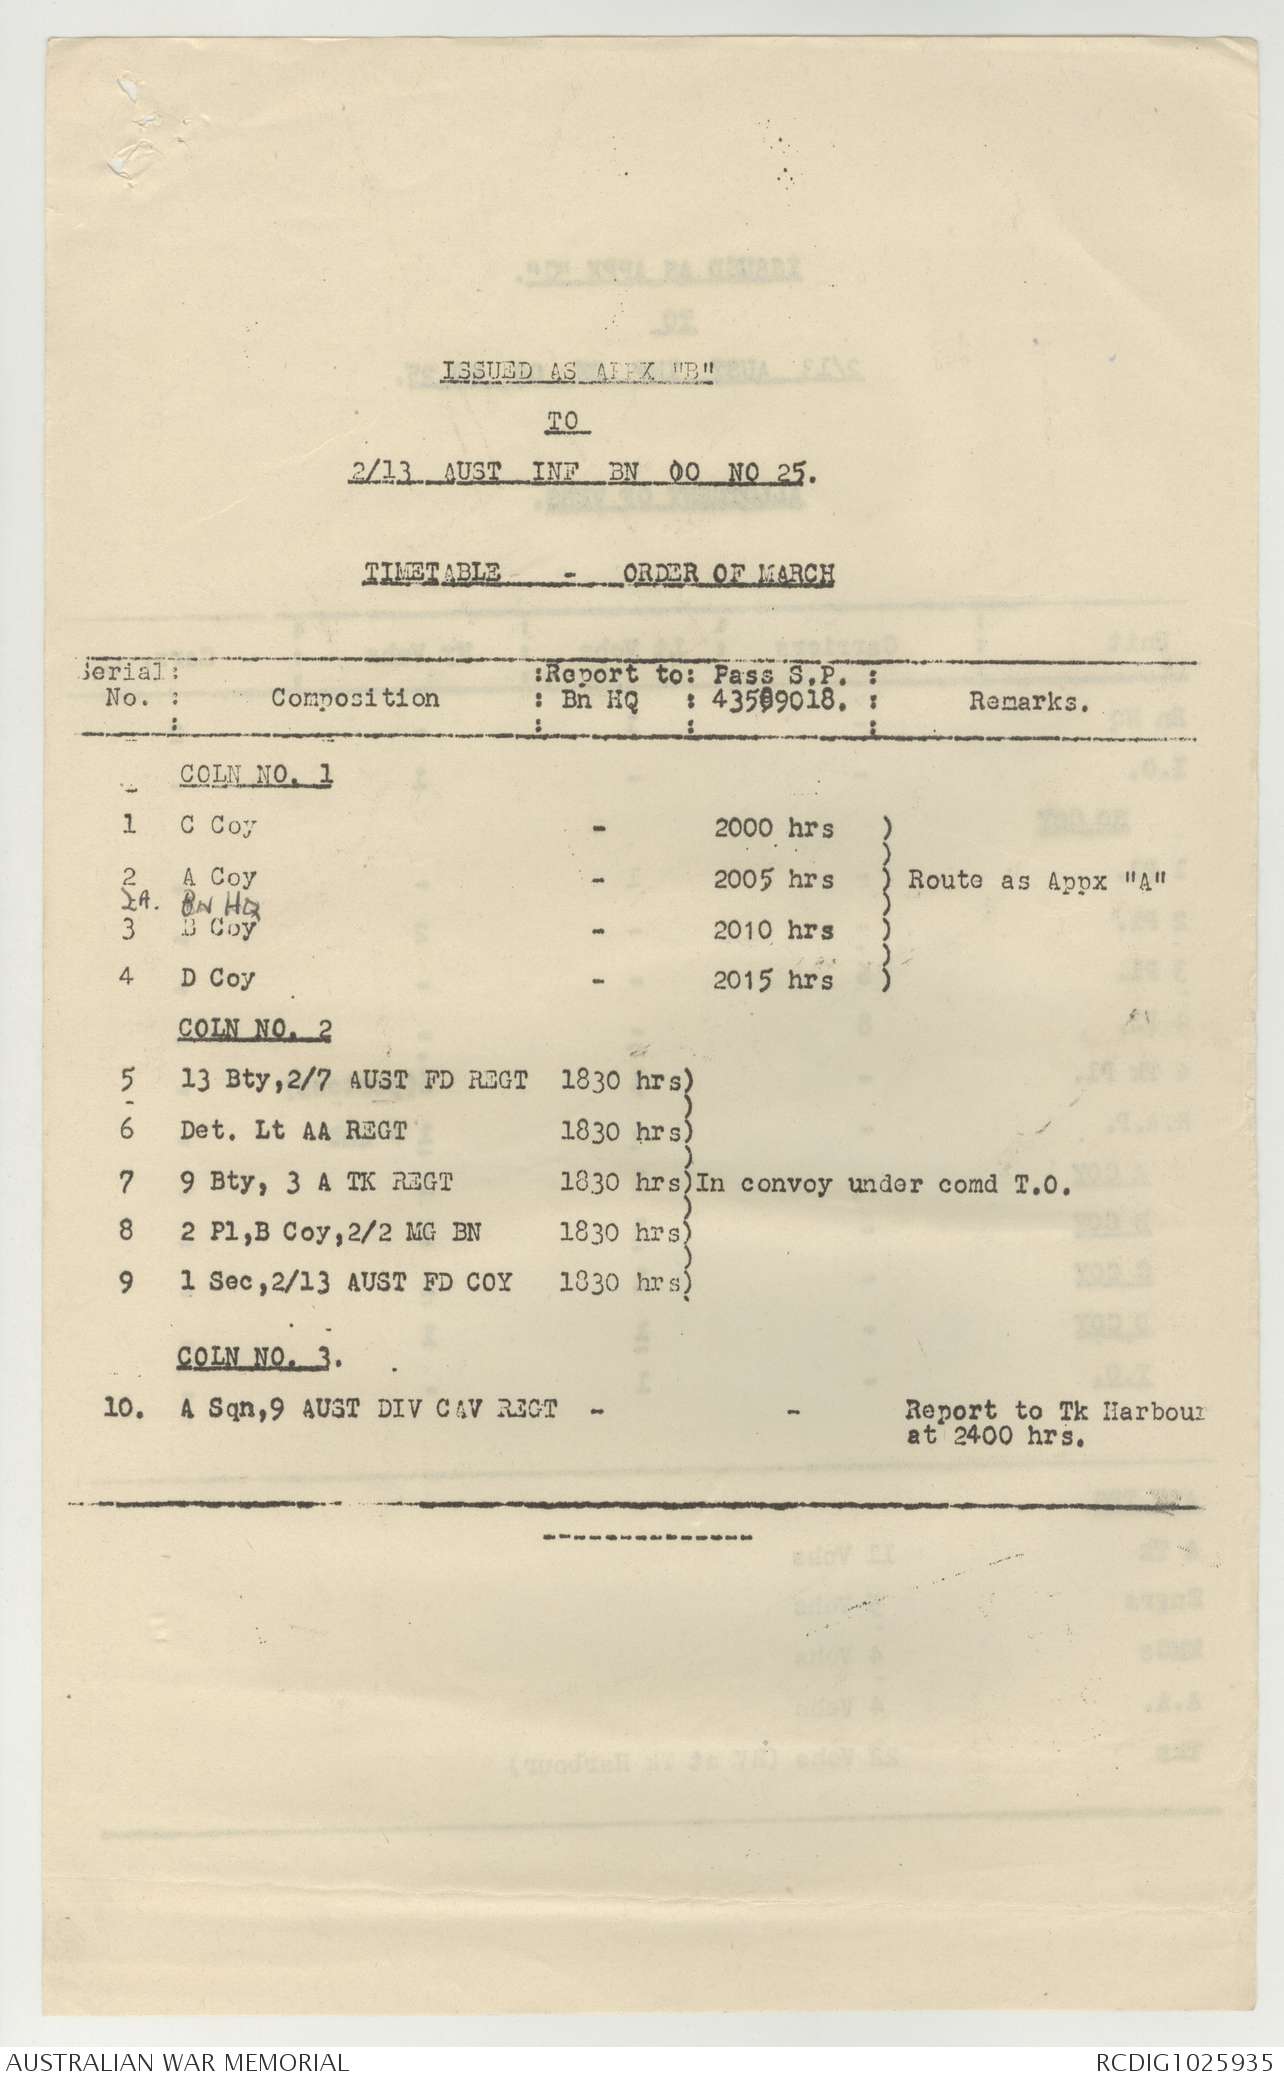 ISSUED AS APPX "B"
TO
2/13 AUST INF BN OO NO 25.
TIMETABLE - ORDER OF MARCH
Serial: :Report to: Pass S.P. :
No. : Composition : Bn HQ : 43509018. : Remarks.
: : : :
COLN NO. 1
1 C Coy - 2000 hrs )
)
2 A Coy - 2005 hrs ) Route as Appx "A"
2A. BN HQ )
3 B Coy - 2010 hrs )
)
4 D Coy - 2015 hrs )
COLN NO. 2
5 13 Bty,2/7 AUST FD REGT 1830 hrs)
)
6 Det. Lt AA REGT 1830 hrs)
)
7 9 Bty, 3 A TK REGT 1830 hrs)In convoy under comd T.O.
)
8 2 Pl,B Coy,2/2 MG BN 1830 hrs)
)
9 1 Sec,2/13 AUST FD COY 1830 hrs)
COLN NO. 3.
10. A Sqn,9 AUST DIV CAV REGT - - Report to Tk Harbour
at 2400 hrs.
--------------
AUSTRALIAN WAR MEMORIAL RCDIG1025935